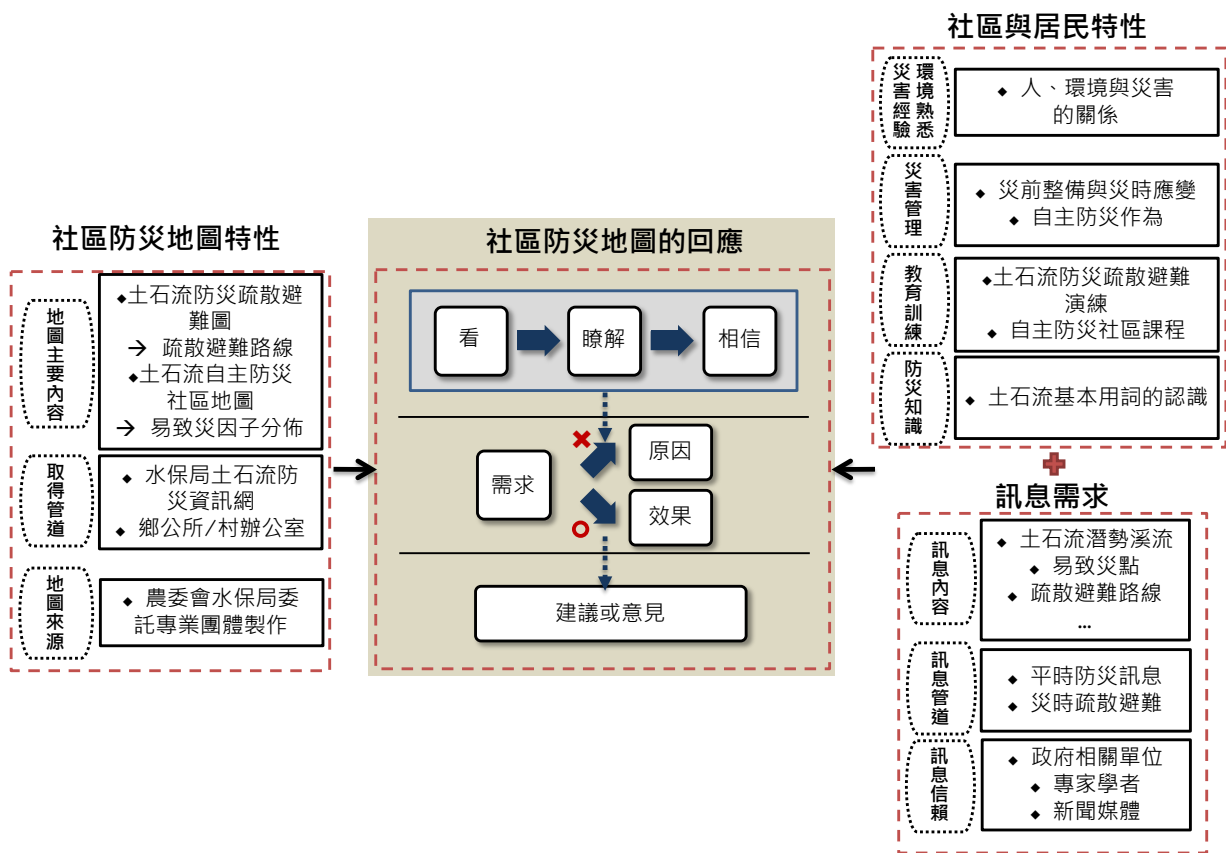 社區防災地圖特性
地圖主要內容
◆土石流防災疏散避
難圖
→ 疏散避難路線
◆土石流自主防災
社區地圖
→ 易致災因子分佈
取得管道
◆ 水保局土石流防
災資訊網
◆ 鄉公所/村辦公室
地圖來源
◆ 農委會水保局委
託專業團體製作
社區防災地圖的回應
看
瞭解
相信
需求
原因
效果
建議或意見
社區與居民特性
環境熟悉
災害經驗
◆ 人、環境與災害
的關係
災害管理
◆ 災前整備與災時應變
◆ 自主防災作為
教育訓練
◆土石流防災疏散避難
演練
◆ 自主防災社區課程
防災知識
◆ 土石流基本用詞的認識
訊息需求
訊息內容
◆ 土石流潛勢溪流
◆ 易致災點
◆ 疏散避難路線
...
訊息管道
◆ 平時防災訊息
◆ 災時疏散避難
訊息信賴
◆ 政府相關單位
◆ 專家學者
◆ 新聞媒體